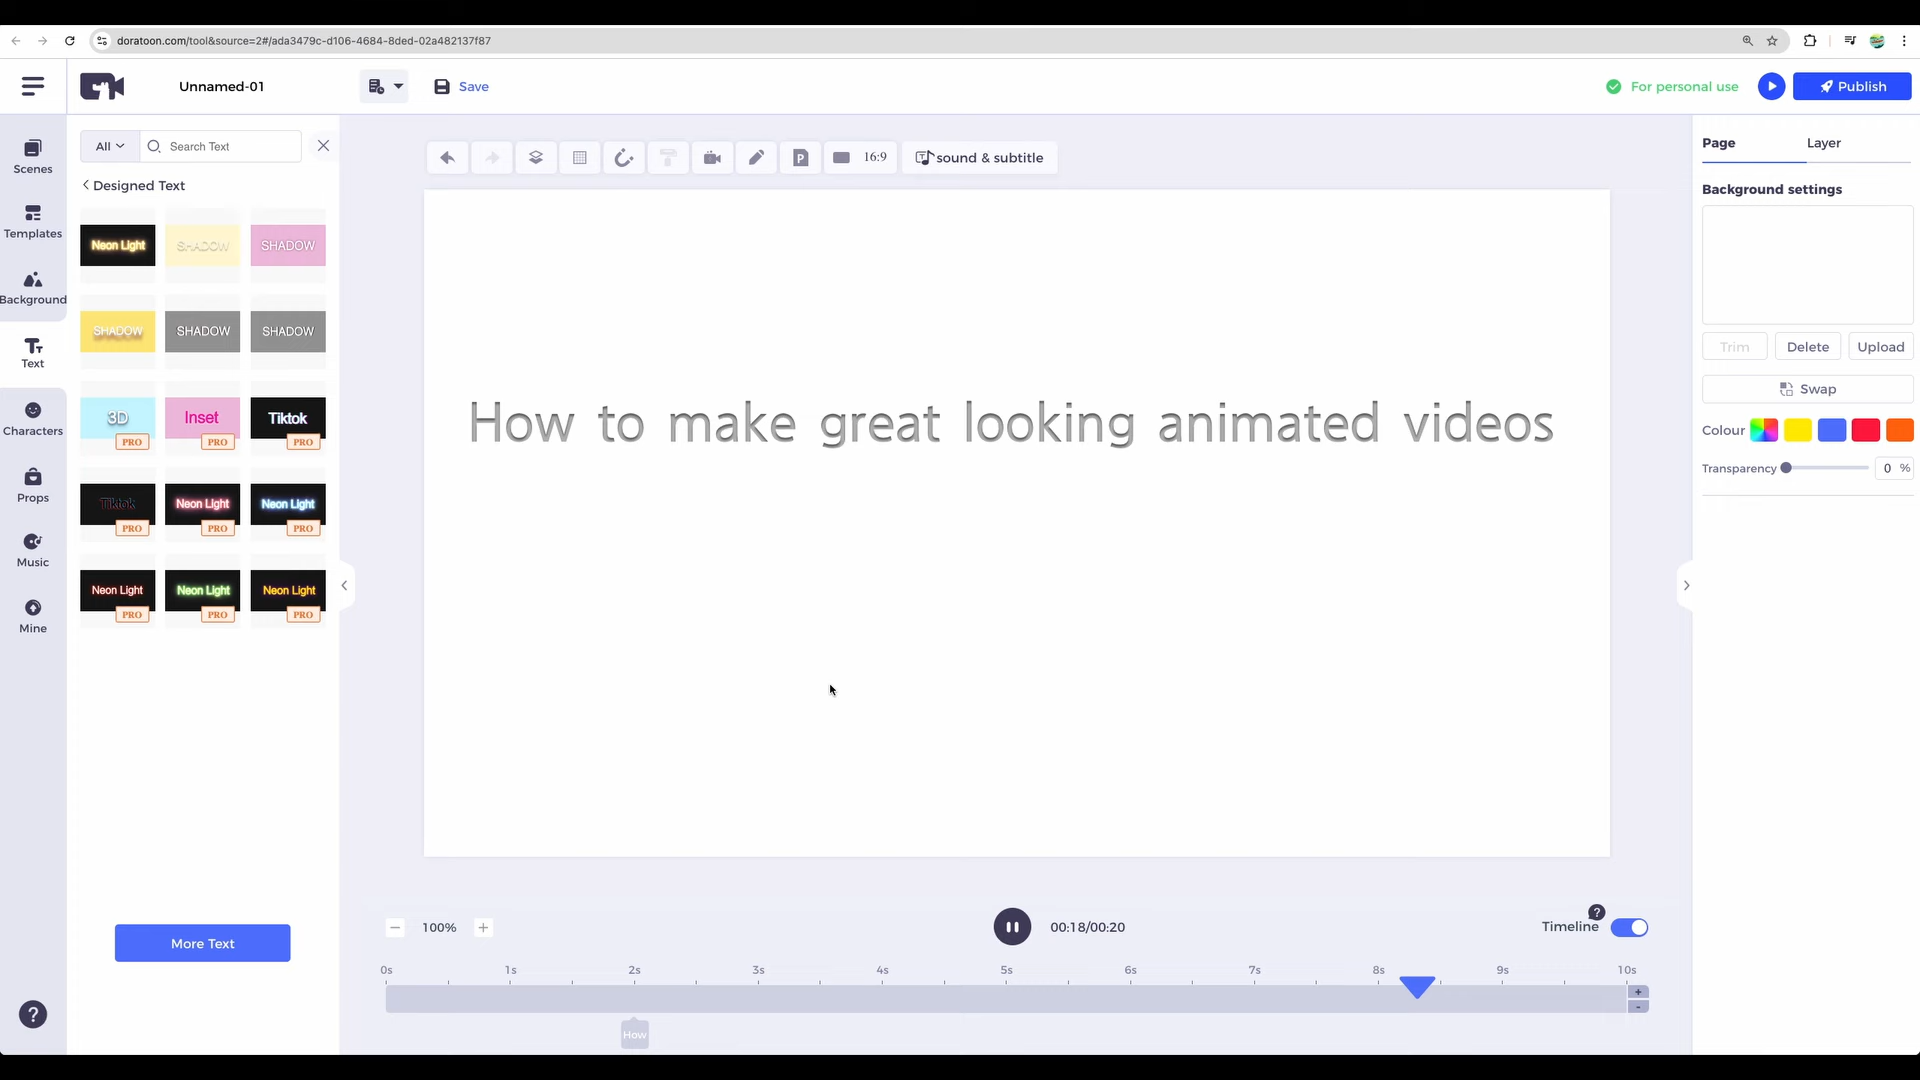 doratoon.com/tool&source=2#/ada3479c-d106-4684-8ded-02a482137f87
Unnamed-01
Save
For personal use
Publish
All
Search Text
Designed Text
Scenes
Templates
Background
Text
Characters
Props
Music
Mine
Neon Light
SHADOW
SHADOW
SHADOW
SHADOW
SHADOW
3D
PRO
Inset
PRO
Tiktok
PRO
Tiktok
PRO
Neon Light
PRO
Neon Light
PRO
Neon Light
PRO
Neon Light
PRO
Neon Light
PRO
More Text
?
P
16:9
T
sound & subtitle
How to make great looking animated videos
100%
00:18/00:20
?
Timeline
0s 1s 2s 3s 4s 5s 6s 7s 8s 9s 10s
How
Page
Layer
Background settings
Trim
Delete
Upload
Swap
Colour
Transparency
0 %